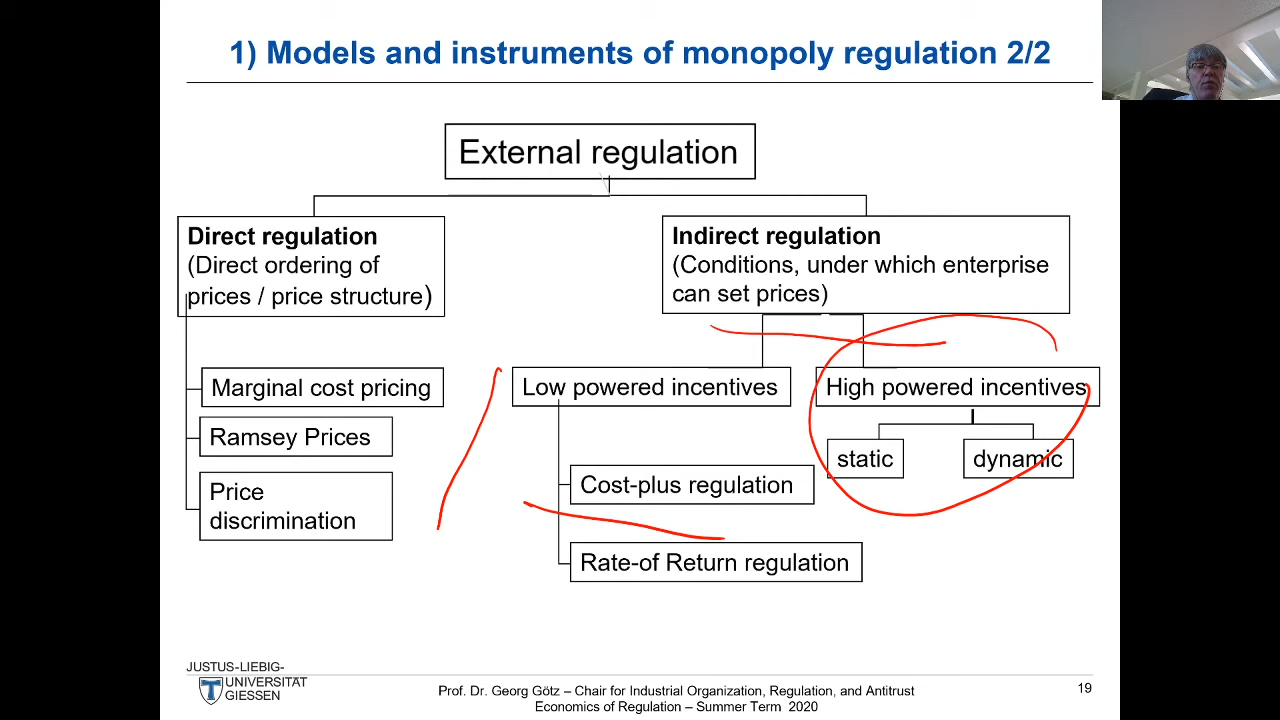 1) Models and instruments of monopoly regulation 2/2
External regulation
Direct regulation
(Direct ordering of
prices / price structure)
Indirect regulation
(Conditions, under which enterprise
can set prices)
Marginal cost pricing
Ramsey Prices
Price
discrimination
Low powered incentives
Cost-plus regulation
Rate-of Return regulation
High powered incentives
static
dynamic
JUSTUS-LIEBIG-
UNIVERSITÄT
GIESSEN
Prof. Dr. Georg Götz – Chair for Industrial Organization, Regulation, and Antitrust
Economics of Regulation – Summer Term 2020
19